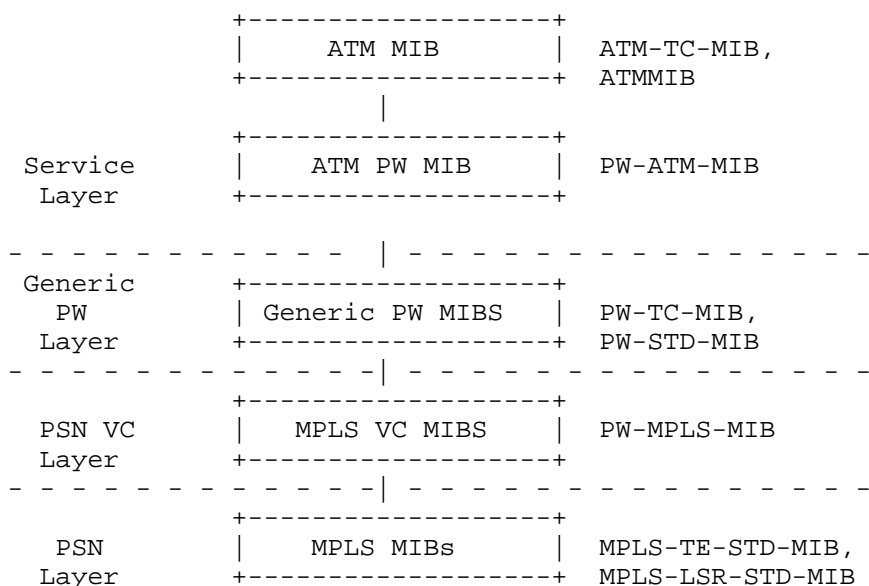 +-------------------+
|     ATM MIB       |  ATM-TC-MIB,
+-------------------+  ATMMIB
|
+-------------------+
Service      |    ATM PW MIB     |  PW-ATM-MIB
Layer       +-------------------+
- - - - - - - - - - -  | - - - - - - - - - - - - - - -
Generic      +-------------------+
PW         | Generic PW MIBS   |  PW-TC-MIB,
Layer       +-------------------+  PW-STD-MIB
- - - - - - - - - - - -| - - - - - - - - - - - - - - -
+-------------------+
PSN VC      |   MPLS VC MIBS    |  PW-MPLS-MIB
Layer       +-------------------+
- - - - - - - - - - - -| - - - - - - - - - - - - - - -
+-------------------+
PSN        |    MPLS MIBs      |  MPLS-TE-STD-MIB,
Layer       +-------------------+  MPLS-LSR-STD-MIB